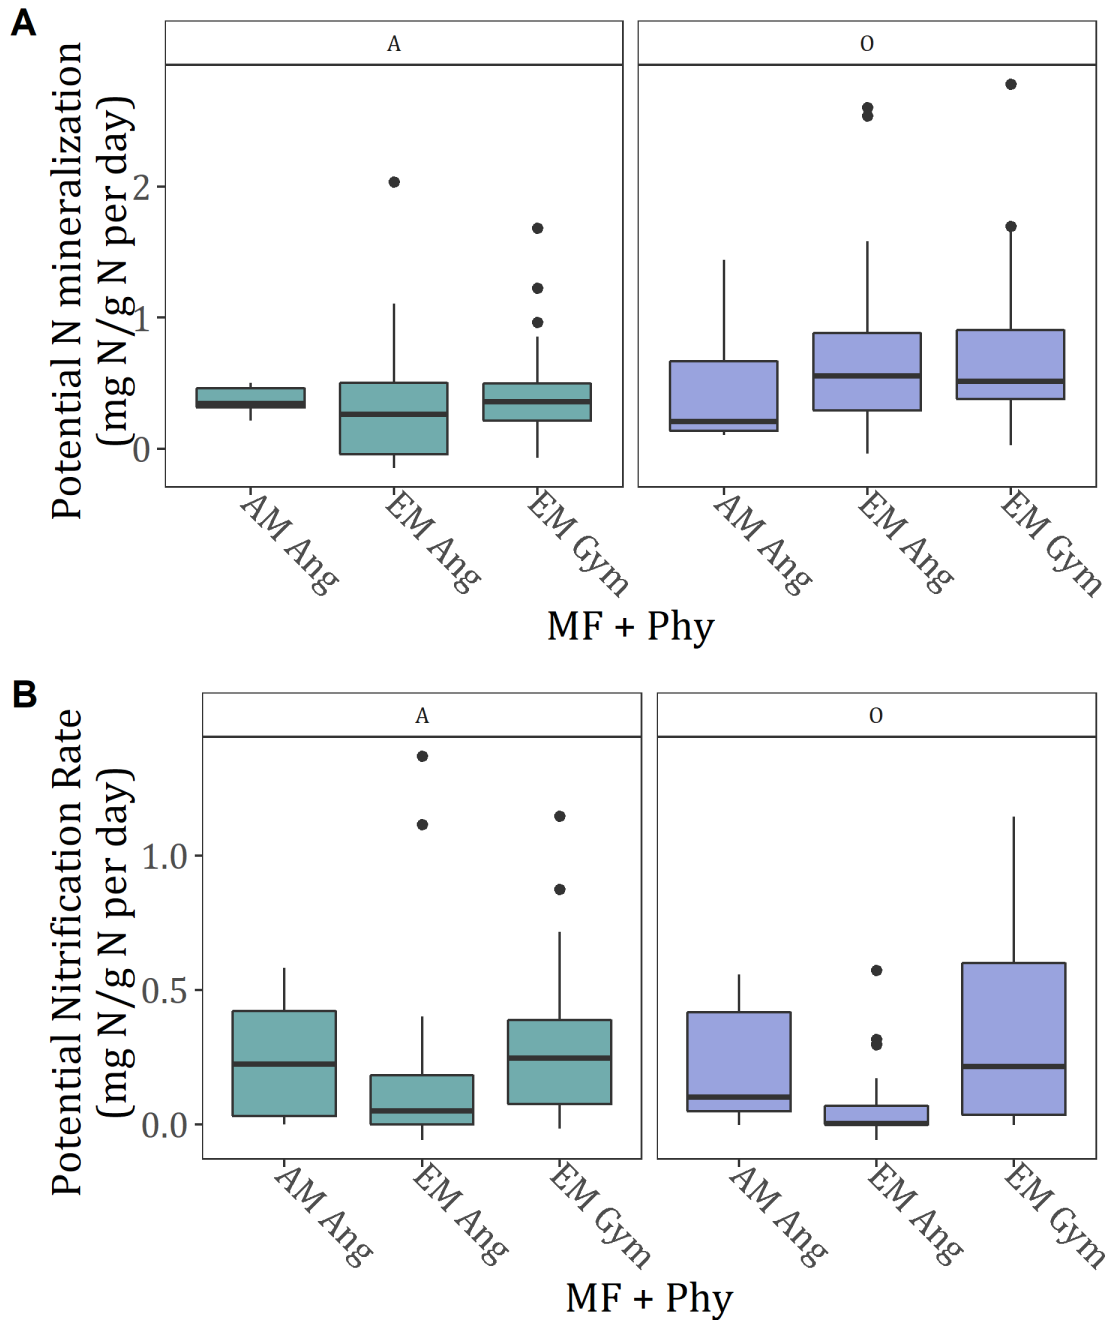 A
A
O
Potential N mineralization
(mg N/g N per day)
2
1
0
AM Ang
EM Ang
EM Gym
AM Ang
EM Ang
EM Gym
MF + Phy
B
A
O
Potential Nitrification Rate
(mg N/g N per day)
1.0
0.5
0.0
AM Ang
EM Ang
EM Gym
AM Ang
EM Ang
EM Gym
MF + Phy